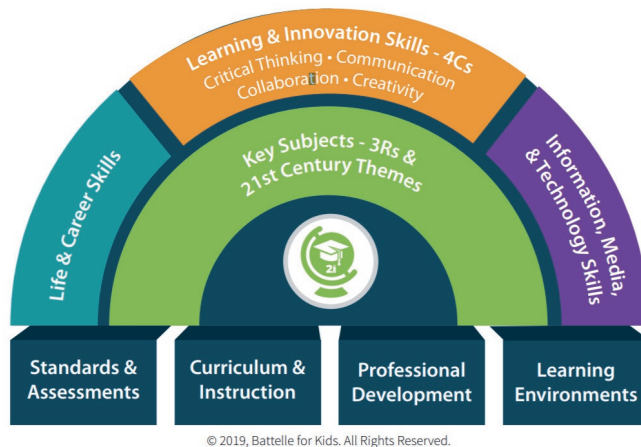 Learning & Innovation Skills - 4Cs
Critical Thinking • Communication
Collaboration • Creativity
Life & Career Skills
Key Subjects - 3Rs &
21st Century Themes
Information, Media,
& Technology Skills
2i
Standards &
Assessments
Curriculum &
Instruction
Professional
Development
Learning
Environments
© 2019, Battelle for Kids. All Rights Reserved.